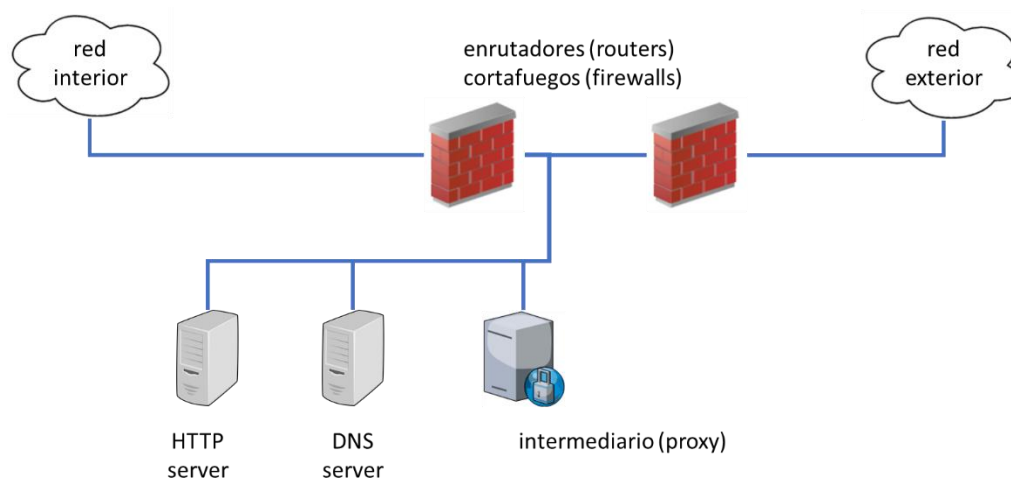 red
interior
enrutadores (routers)
cortafuegos (firewalls)
red
exterior
HTTP
server
DNS
server
intermediario (proxy)